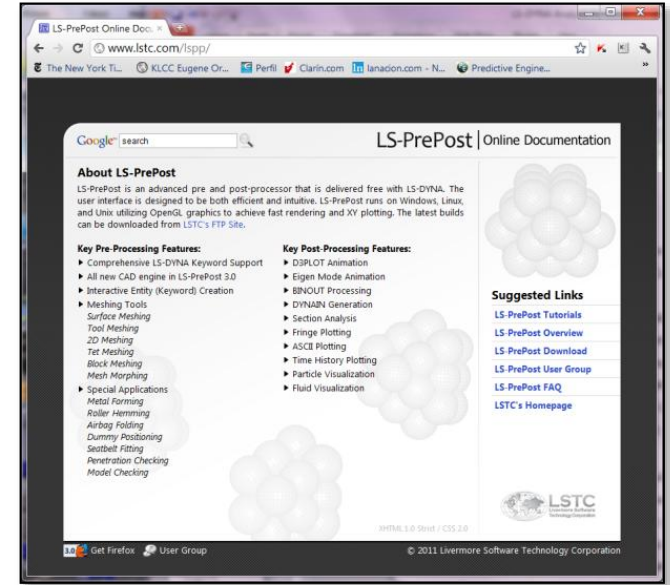 LS-PrePost Online Doc
www.lstc.com/lspp/
The New York Ti...
KLCC Eugene Or...
Perfil
Clarin.com
lanacion.com - N...
Predictive Engine...
»
Google search
LS-PrePost | Online Documentation
About LS-PrePost
LS-PrePost is an advanced pre and post-processor that is delivered free with LS-DYNA. The
user interface is designed to be both efficient and intuitive. LS-PrePost runs on Windows, Linux,
and Unix utilizing OpenGL graphics to achieve fast rendering and XY plotting. The latest builds
can be downloaded from LSTC's FTP Site.
Key Pre-Processing Features:
Comprehensive LS-DYNA Keyword Support
All new CAD engine in LS-PrePost 3.0
Interactive Entity (Keyword) Creation
Meshing Tools
Surface Meshing
Tool Meshing
2D Meshing
Tet Meshing
Block Meshing
Mesh Morphing
Special Applications
Metal Forming
Roller Hemming
Airbag Folding
Dummy Positioning
Seatbelt Fitting
Penetration Checking
Model Checking
Key Post-Processing Features:
D3PLOT Animation
Eigen Mode Animation
BINOUT Processing
DYNAIN Generation
Section Analysis
Fringe Plotting
ASCII Plotting
Time History Plotting
Particle Visualization
Fluid Visualization
Suggested Links
LS-PrePost Tutorials
LS-PrePost Overview
LS-PrePost Download
LS-PrePost User Group
LS-PrePost FAQ
LSTC's Homepage
LSTC
Livermore Software
Technology Corporation
XHTML 1.0 Strict / CSS 2.0
3.0 Get Firefox
User Group
© 2011 Livermore Software Technology Corporation